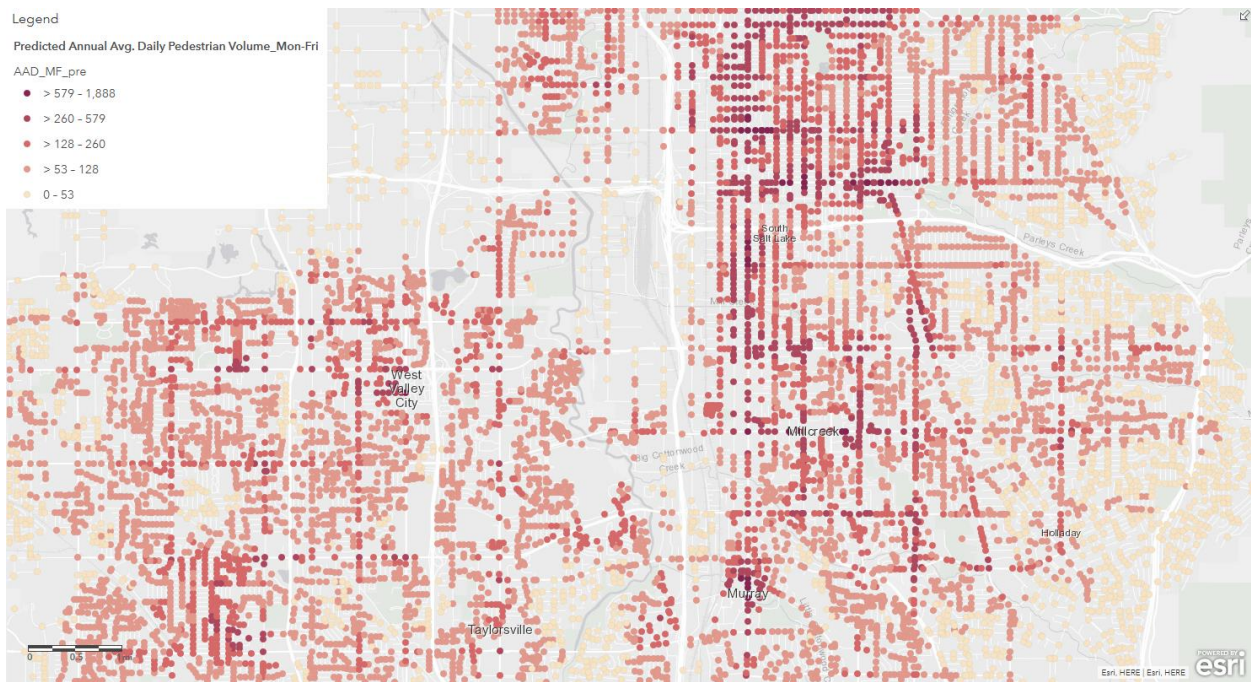 Legend
Predicted Annual Avg. Daily Pedestrian Volume_Mon-Fri
AAD_MF_pre
> 579 - 1,888
> 260 - 579
> 128 - 260
> 53 - 128
0 - 53
South
Salt Lake
Parleys Creek
West
Valley
City
Millcreek
Big Cottonwood
Creek
Holladay
Murray
Taylorsville
0
0.5
Esri, HERE | Esri, HERE
POWERED BY
esri